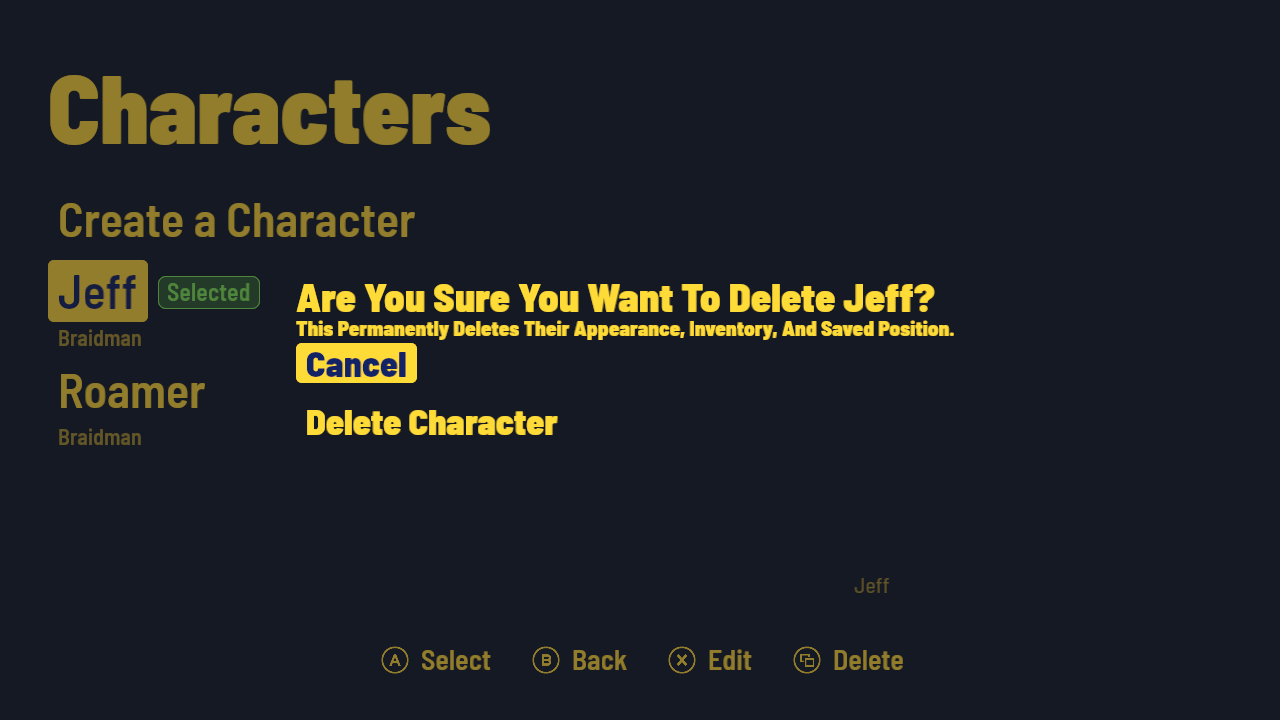 Characters
Create a Character
Jeff
Selected
Braidman
Roamer
Braidman
Are You Sure You Want To Delete Jeff?
This Permanently Deletes Their Appearance, Inventory, And Saved Position.
Cancel
Delete Character
Jeff
A Select B Back X Edit Delete